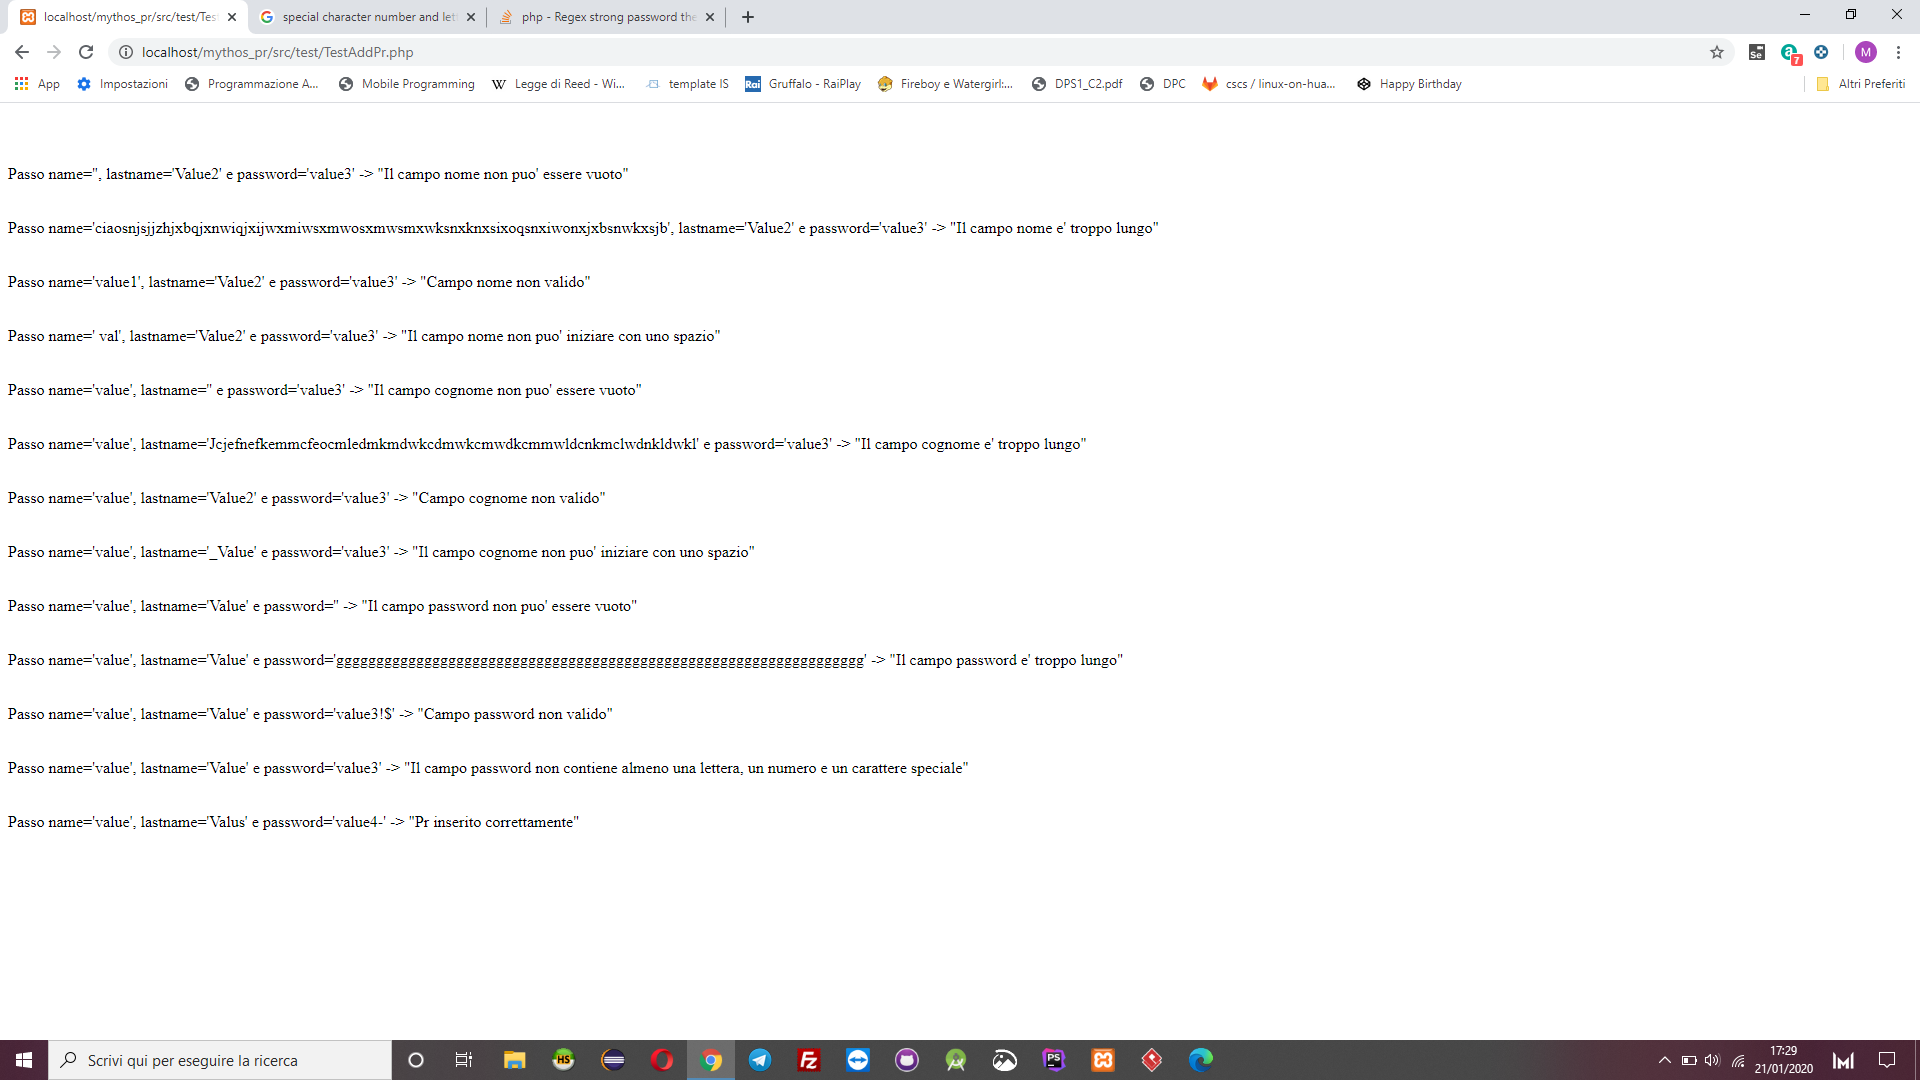 localhost/mythos_pr/src/test/Tes
special character number and let
php - Regex strong password the
localhost/mythos_pr/src/test/TestAddPr.php
Se
a
7
M
App
Impostazioni
Programmazione A...
Mobile Programming
W Legge di Reed - Wi...
template IS
Rai Gruffalo - RaiPlay
Fireboy e Watergirl:...
DPS1_C2.pdf
DPC
cscs / linux-on-hua...
Happy Birthday
Altri Preferiti
Passo name='', lastname='Value2' e password='value3' -> "Il campo nome non puo' essere vuoto"
Passo name='ciaosnjsjjzhjxbqjxnwiqjxijwxmiwsxmwosxmwsmxwksnxknxsixoqsnxiwonxjxbsnwkxsjb', lastname='Value2' e password='value3' -> "Il campo nome e' troppo lungo"
Passo name='value1', lastname='Value2' e password='value3' -> "Campo nome non valido"
Passo name=' val', lastname='Value2' e password='value3' -> "Il campo nome non puo' iniziare con uno spazio"
Passo name='value', lastname='' e password='value3' -> "Il campo cognome non puo' essere vuoto"
Passo name='value', lastname='Jcjefnefkemmcfeocmledmkmdwkcdmwkcmwdkcmmwldcnkmclwdnkldwkl' e password='value3' -> "Il campo cognome e' troppo lungo"
Passo name='value', lastname='Value2' e password='value3' -> "Campo cognome non valido"
Passo name='value', lastname='_Value' e password='value3' -> "Il campo cognome non puo' iniziare con uno spazio"
Passo name='value', lastname='Value' e password='' -> "Il campo password non puo' essere vuoto"
Passo name='value', lastname='Value' e password='gggggggggggggggggggggggggggggggggggggggggggggggggggggggggggggggggg' -> "Il campo password e' troppo lungo"
Passo name='value', lastname='Value' e password='value3!$' -> "Campo password non valido"
Passo name='value', lastname='Value' e password='value3' -> "Il campo password non contiene almeno una lettera, un numero e un carattere speciale"
Passo name='value', lastname='Valus' e password='value4-' -> "Pr inserito correttamente"
Scrivi qui per eseguire la ricerca
HS
FZ
PS
17:29
21/01/2020